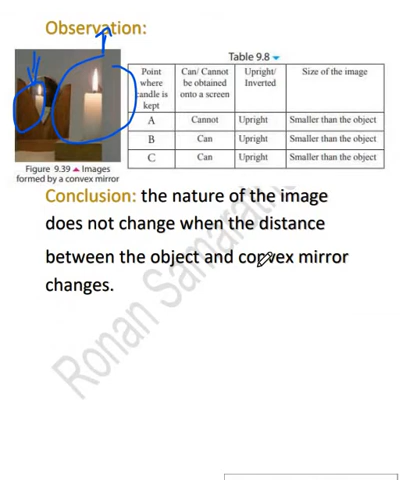 Observation:
Table 9.8
Point where candle is kept | Can/ Cannot be obtained onto a screen | Upright/ Inverted | Size of the image
A | Cannot | Upright | Smaller than the object
B | Can | Upright | Smaller than the object
C | Can | Upright | Smaller than the object
Figure 9.39 ▲ Images
formed by a convex mirror
Conclusion: the nature of the image
does not change when the distance
between the object and convex mirror
changes.
Ronan Samarath